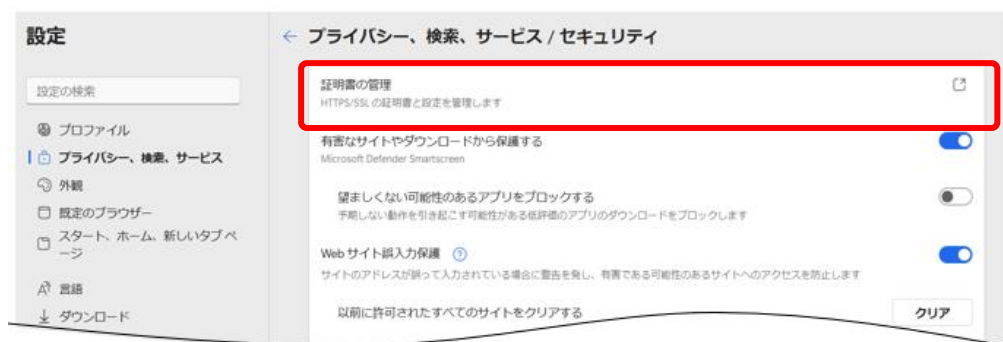 設定
設定の検索
プロファイル
プライバシー、検索、サービス
外観
既定のブラウザー
スタート、ホーム、新しいタブ ペ
ージ
言語
ダウンロード
← プライバシー、検索、サービス / セキュリティ
証明書の管理
HTTPS/SSL の証明書と設定を管理します
有害なサイトやダウンロードから保護する
Microsoft Defender Smartscreen
望ましくない可能性のあるアプリをブロックする
予期しない動作を引き起こす可能性がある低評価のアプリのダウンロードをブロックします
Web サイト誤入力保護
サイトのアドレスが誤って入力されている場合に警告を発し、有害である可能性のあるサイトへのアクセスを防止します
以前に許可されたすべてのサイトをクリアする
クリア